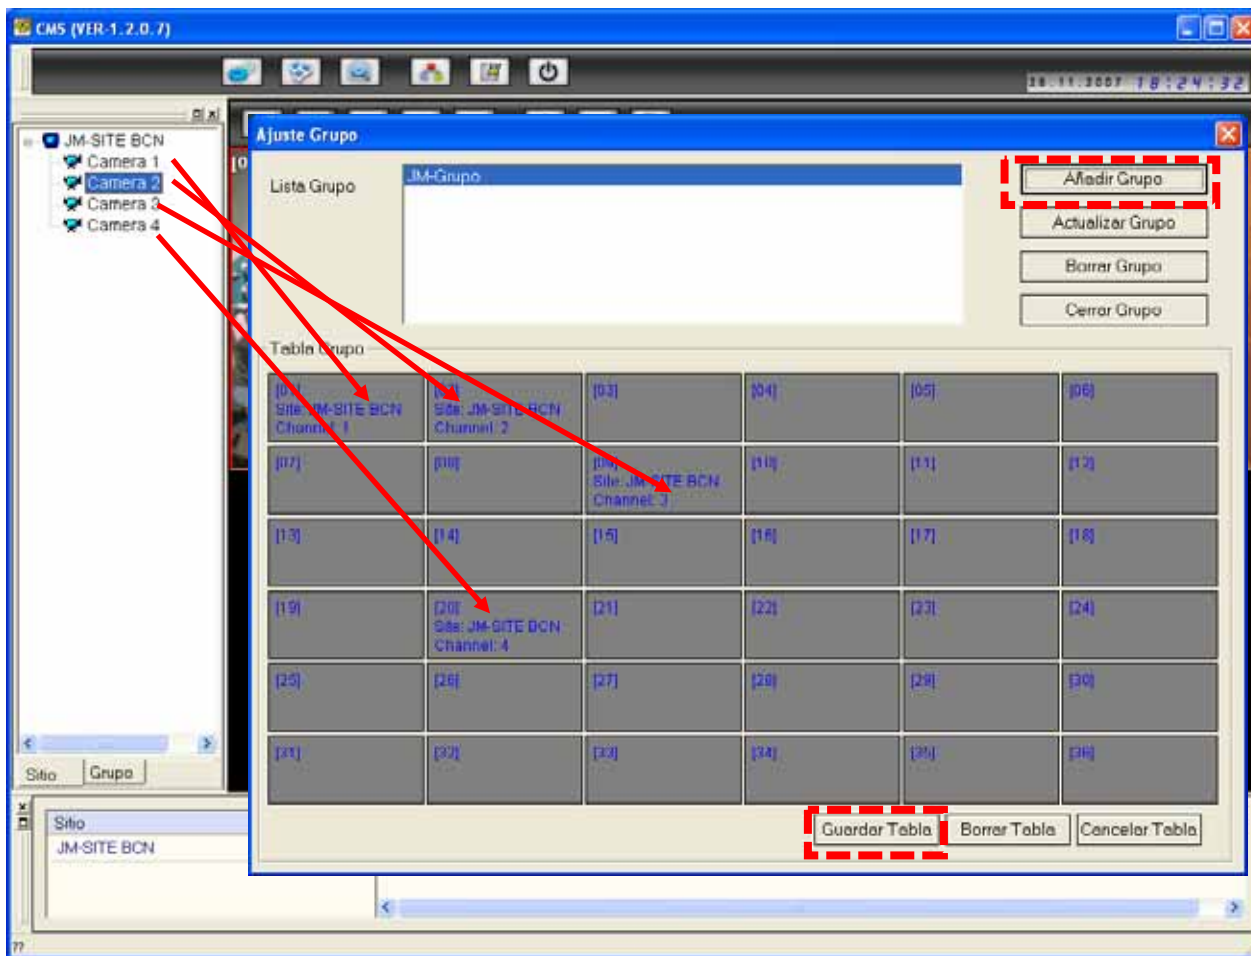 CMS (VER-1.2.0.7)
28.11.2007 18:24:32
JM-SITE BCN
Camera 1
Camera 2
Camera 3
Camera 4
Ajuste Grupo
Lista Grupo
JM-Grupo
Añadir Grupo
Actualizar Grupo
Borrar Grupo
Cerrar Grupo
Tabla Grupo
[01]
Site: JM-SITE BCN
Channel: 1
[02]
Site: JM-SITE BCN
Channel: 2
[03]
[04]
[05]
[06]
[07]
[08]
[09]
Site: JM-SITE BCN
Channel: 3
[10]
[11]
[12]
[13]
[14]
[15]
[16]
[17]
[18]
[19]
[20]
Site: JM-SITE BCN
Channel: 4
[21]
[22]
[23]
[24]
[25]
[26]
[27]
[28]
[29]
[30]
[31]
[32]
[33]
[34]
[35]
[36]
Guardar Tabla
Borrar Tabla
Cancelar Tabla
Sitio
Grupo
Sitio
JM-SITE BCN
??